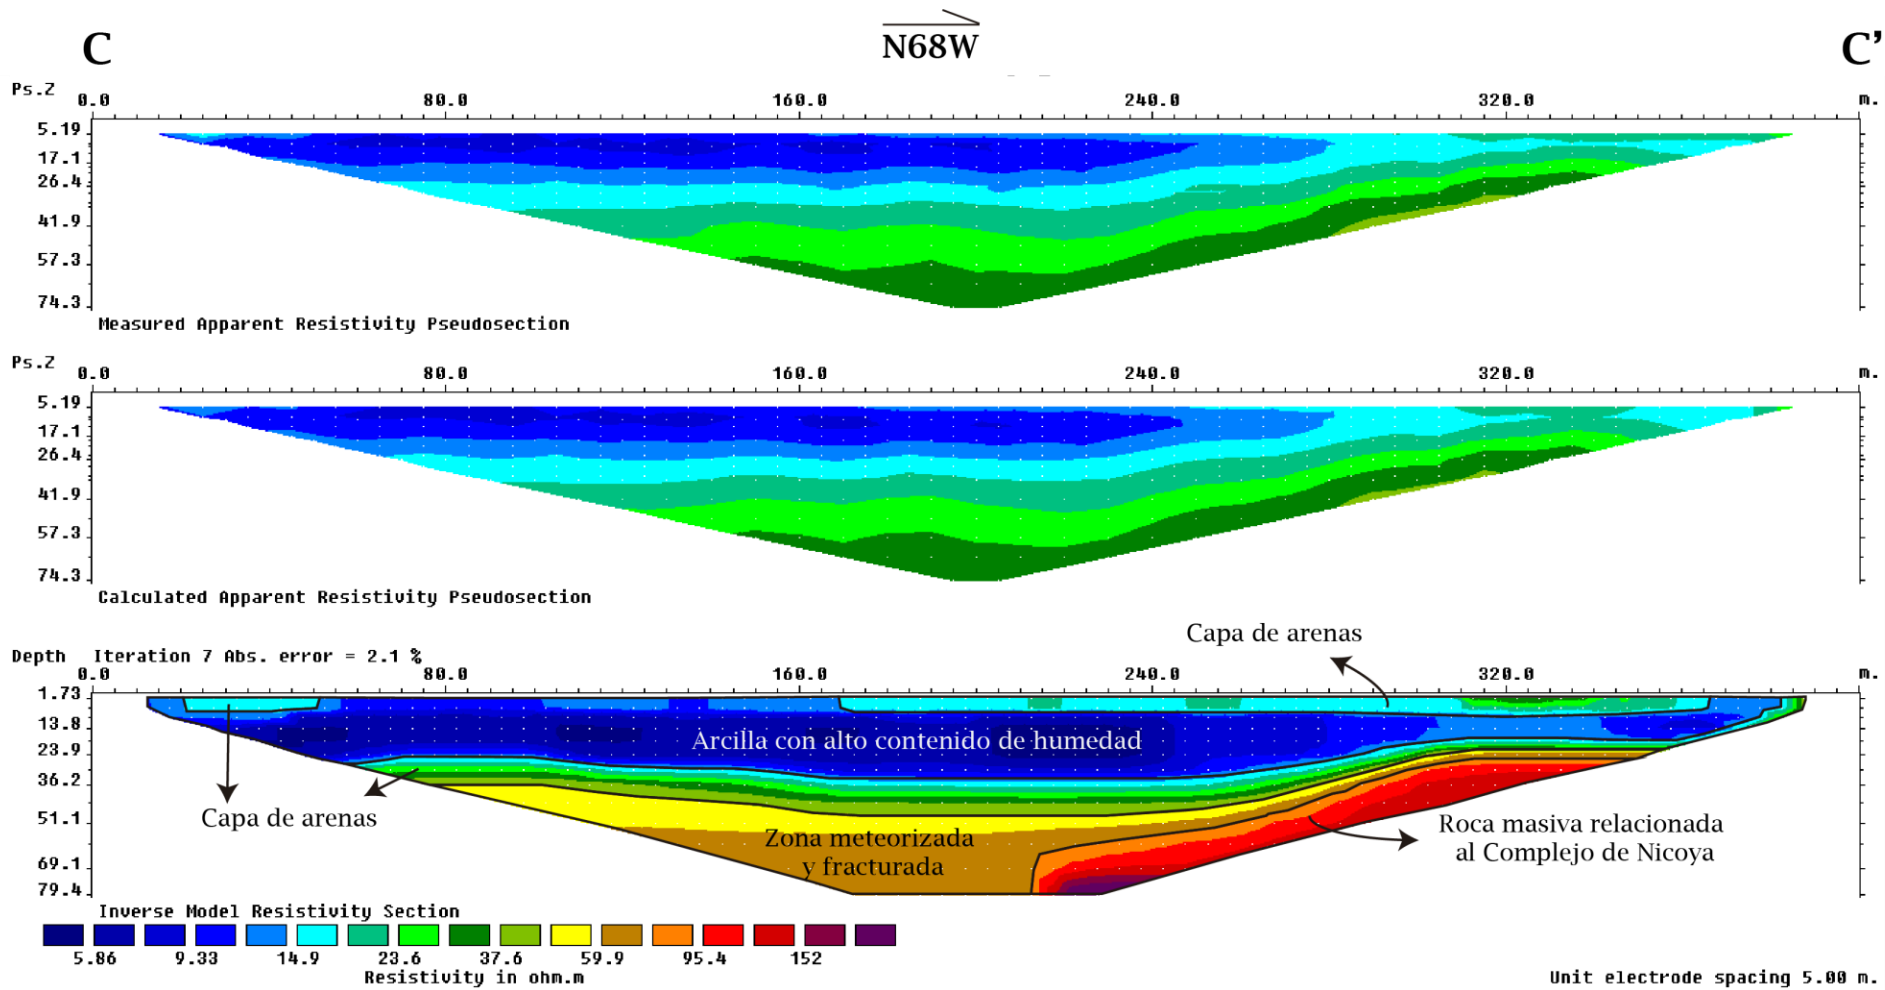 C
N68W
C'
Ps.Z 0.0 80.0 160.0 240.0 320.0 m.
5.19
17.1
26.4
41.9
57.3
74.3
Measured Apparent Resistivity Pseudosection
Ps.Z 0.0 80.0 160.0 240.0 320.0 m.
5.19
17.1
26.4
41.9
57.3
74.3
Calculated Apparent Resistivity Pseudosection
Capa de arenas
Depth Iteration 7 Abs. error = 2.1 %
0.0 80.0 160.0 240.0 320.0 m.
1.73
13.8
23.9
36.2
51.1
69.1
79.4
Arcilla con alto contenido de humedad
Capa de arenas
Zona meteorizada
y fracturada
Roca masiva relacionada
al Complejo de Nicoya
Inverse Model Resistivity Section
5.86 9.33 14.9 23.6 37.6 59.9 95.4 152
Resistivity in ohm.m
Unit electrode spacing 5.00 m.